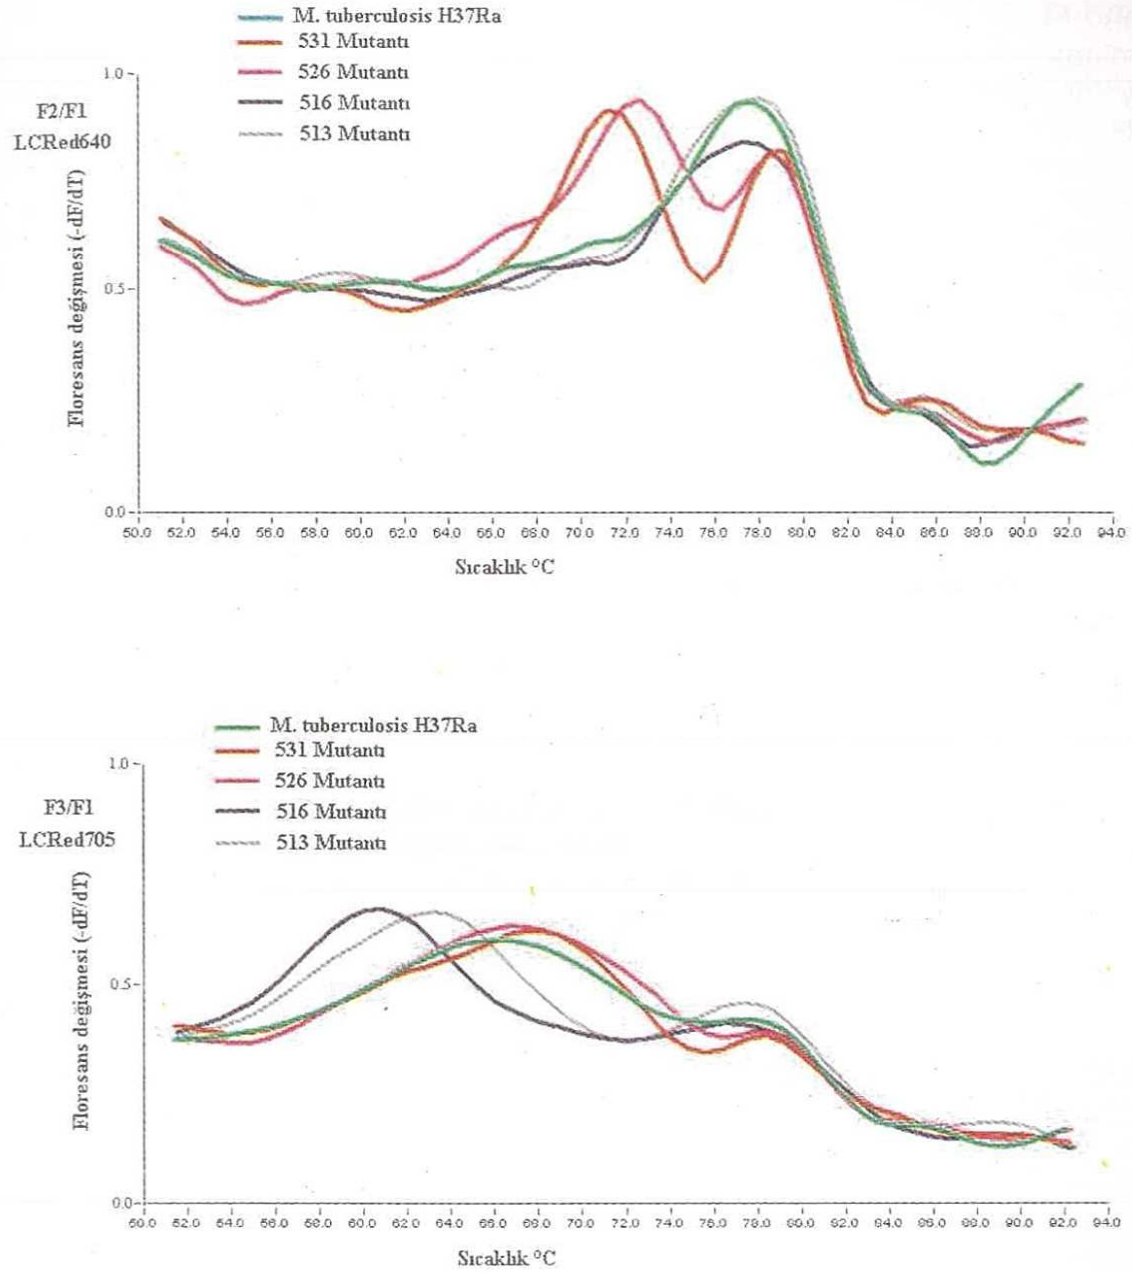 M. tuberculosis H37Ra
531 Mutantı
526 Mutantı
516 Mutantı
513 Mutantı
F2/F1
LCRed640
Floresans değişmesi (-dF/dT)
1.0
0.5
0.0
50.0 52.0 54.0 56.0 58.0 60.0 62.0 64.0 66.0 68.0 70.0 72.0 74.0 76.0 78.0 80.0 82.0 84.0 86.0 88.0 90.0 92.0 94.0
Sıcaklık °C
M. tuberculosis H37Ra
531 Mutantı
526 Mutantı
516 Mutantı
513 Mutantı
F3/F1
LCRed705
Floresans değişmesi (-dF/dT)
1.0
0.5
0.0
50.0 52.0 54.0 56.0 58.0 60.0 62.0 64.0 66.0 68.0 70.0 72.0 74.0 76.0 78.0 80.0 82.0 84.0 86.0 88.0 90.0 92.0 94.0
Sıcaklık °C